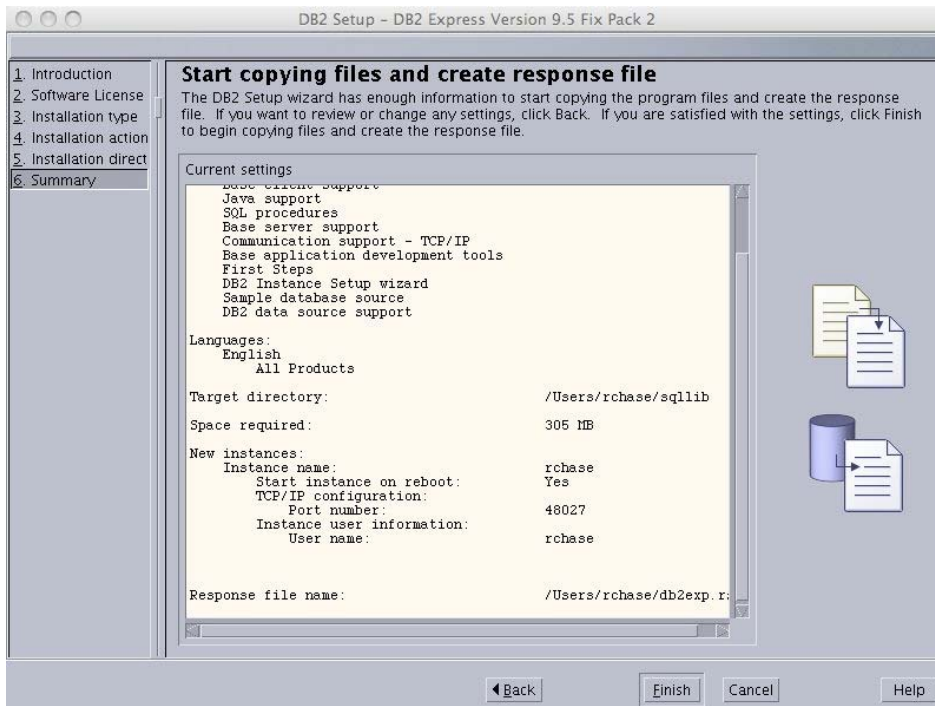 DB2 Setup - DB2 Express Version 9.5 Fix Pack 2
1. Introduction
2. Software License
3. Installation type
4. Installation action
5. Installation direct
6. Summary
Start copying files and create response file
The DB2 Setup wizard has enough information to start copying the program files and create the response
file. If you want to review or change any settings, click Back. If you are satisfied with the settings, click Finish
to begin copying files and create the response file.
Current settings
Base client support
Java support
SQL procedures
Base server support
Communication support - TCP/IP
Base application development tools
First Steps
DB2 Instance Setup wizard
Sample database source
DB2 data source support
Languages:
English
All Products
Target directory: /Users/rchase/sqllib
Space required: 305 MB
New instances:
Instance name: rchase
Start instance on reboot: Yes
TCP/IP configuration:
Port number: 48027
Instance user information:
User name: rchase
Response file name: /Users/rchase/db2exp.r
Back
Finish
Cancel
Help